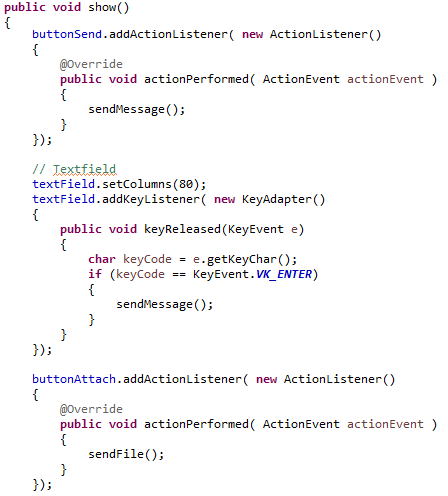 public void show()
{
    buttonSend.addActionListener( new ActionListener()
    {
        @Override
        public void actionPerformed( ActionEvent actionEvent )
        {
            sendMessage();
        }
    });

    // Textfield
    textField.setColumns(80);
    textField.addKeyListener( new KeyAdapter()
    {
        public void keyReleased(KeyEvent e)
        {
            char keyCode = e.getKeyChar();
            if (keyCode == KeyEvent.VK_ENTER)
            {
                sendMessage();
            }
        }
    });

    buttonAttach.addActionListener( new ActionListener()
    {
        @Override
        public void actionPerformed( ActionEvent actionEvent )
        {
            sendFile();
        }
    });